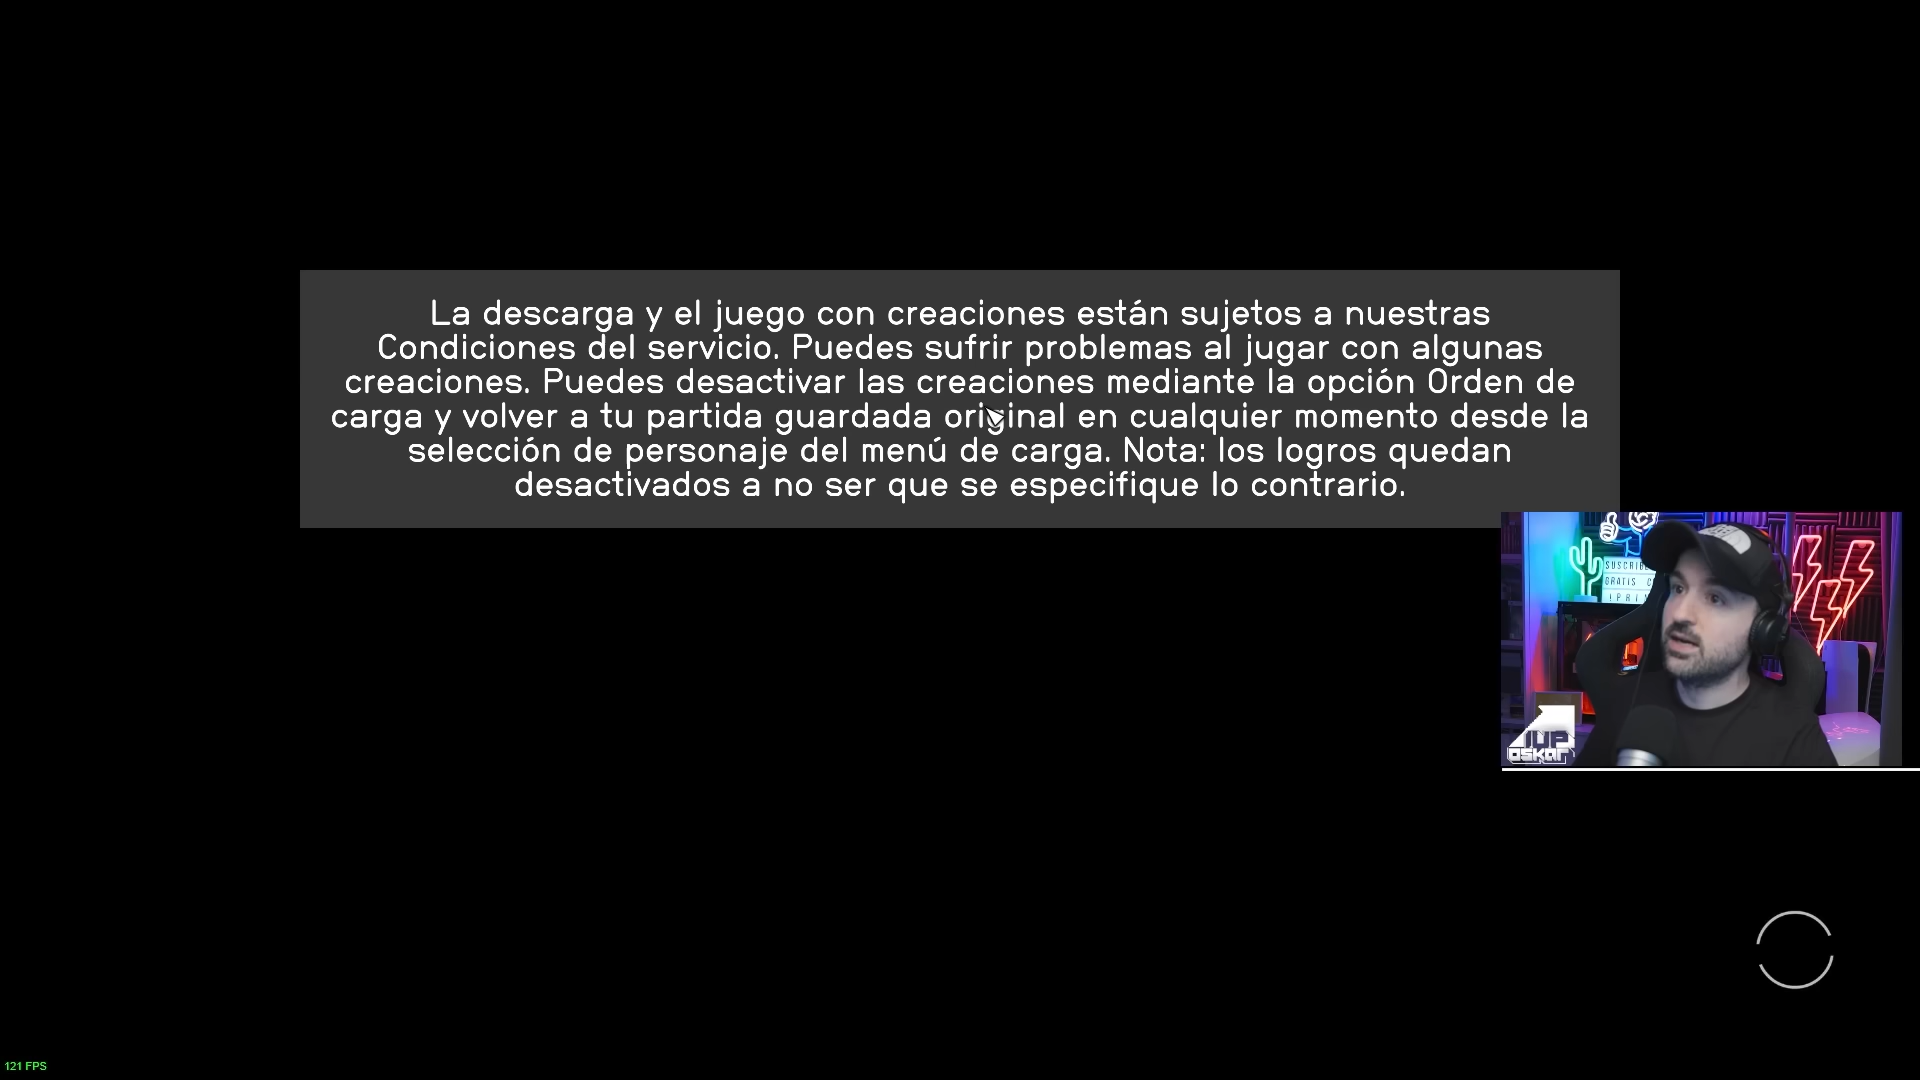 La descarga y el juego con creaciones están sujetos a nuestras
Condiciones del servicio. Puedes sufrir problemas al jugar con algunas
creaciones. Puedes desactivar las creaciones mediante la opción Orden de
carga y volver a tu partida guardada original en cualquier momento desde la
selección de personaje del menú de carga. Nota: los logros quedan
desactivados a no ser que se especifique lo contrario.
GRATIS
1UP
oskar
121 FPS